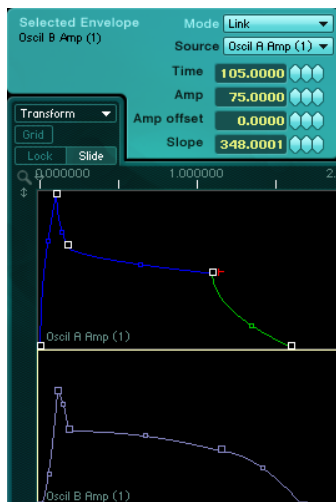 Selected Envelope
Oscil B Amp (1)
Mode Link
Source Oscil A Amp (1)
Time 105.0000
Amp 75.0000
Amp offset 0.0000
Slope 348.0001
Transform
Grid
Lock Slide
0.000000 1.000000 2.
Oscil A Amp (1)
Oscil B Amp (1)